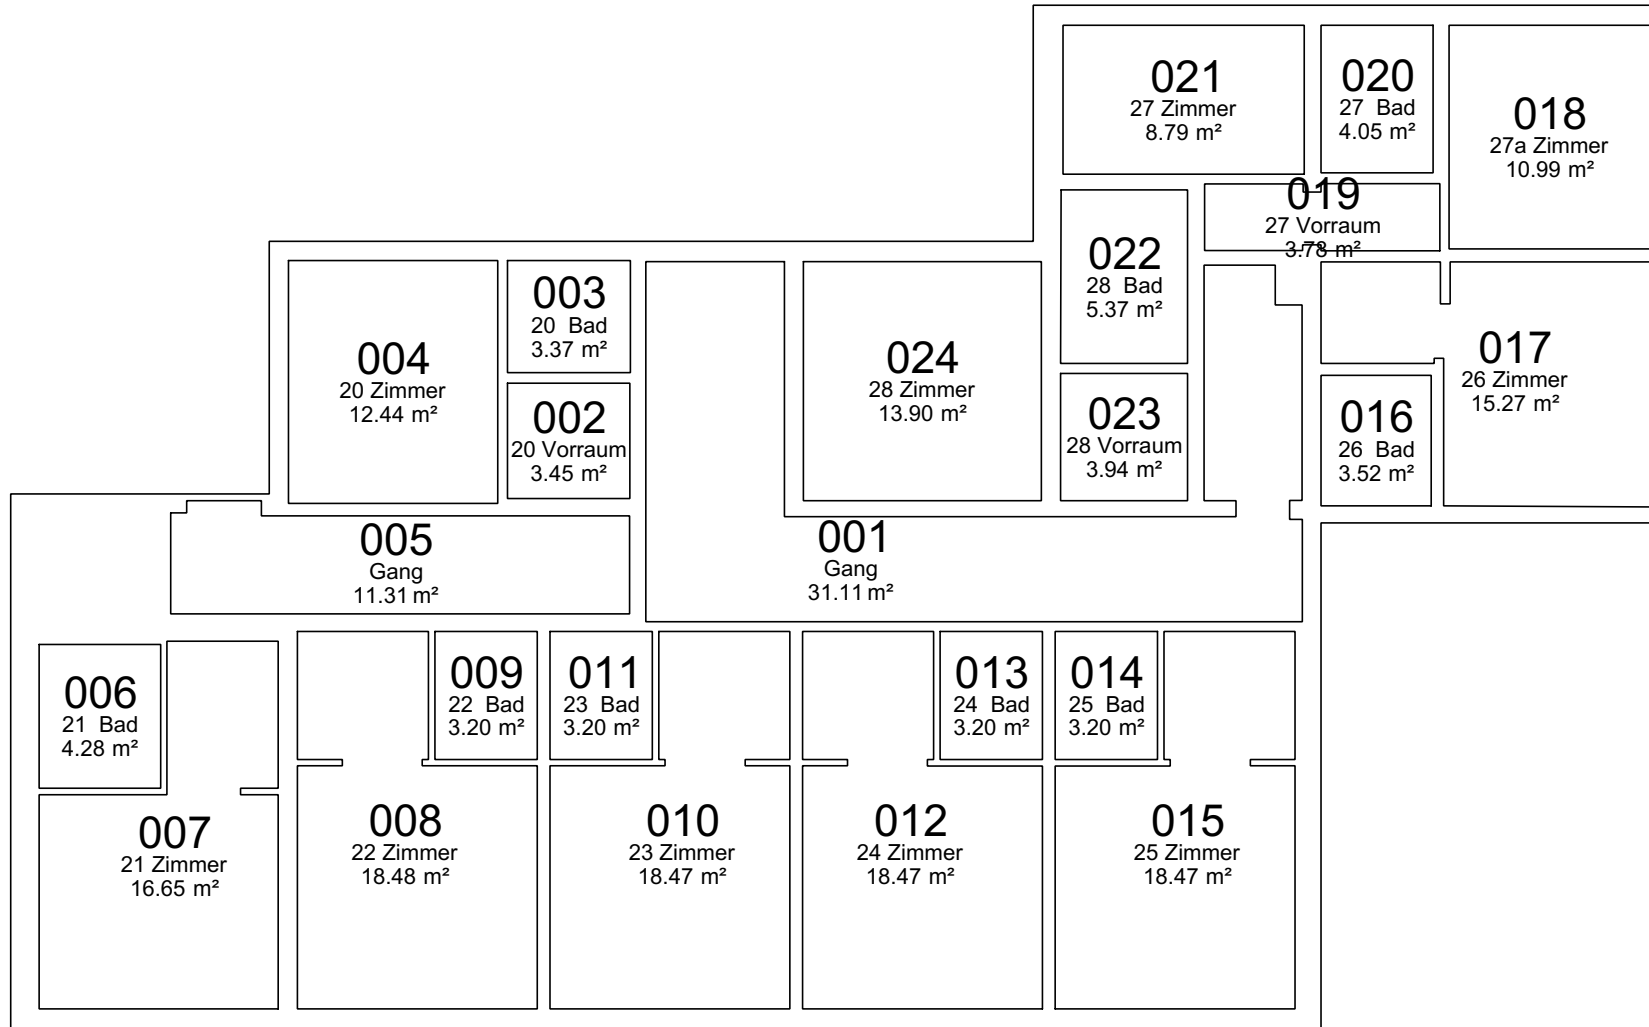 021
27 Zimmer
8.79 m²
020
27 Bad
4.05 m²
018
27a Zimmer
10.99 m²
019
27 Vorraum
3.78 m²
022
28 Bad
5.37 m²
003
20 Bad
3.37 m²
004
20 Zimmer
12.44 m²
024
28 Zimmer
13.90 m²
017
26 Zimmer
15.27 m²
002
20 Vorraum
3.45 m²
023
28 Vorraum
3.94 m²
016
26 Bad
3.52 m²
005
Gang
11.31 m²
001
Gang
31.11 m²
006
21 Bad
4.28 m²
009
22 Bad
3.20 m²
011
23 Bad
3.20 m²
013
24 Bad
3.20 m²
014
25 Bad
3.20 m²
007
21 Zimmer
16.65 m²
008
22 Zimmer
18.48 m²
010
23 Zimmer
18.47 m²
012
24 Zimmer
18.47 m²
015
25 Zimmer
18.47 m²